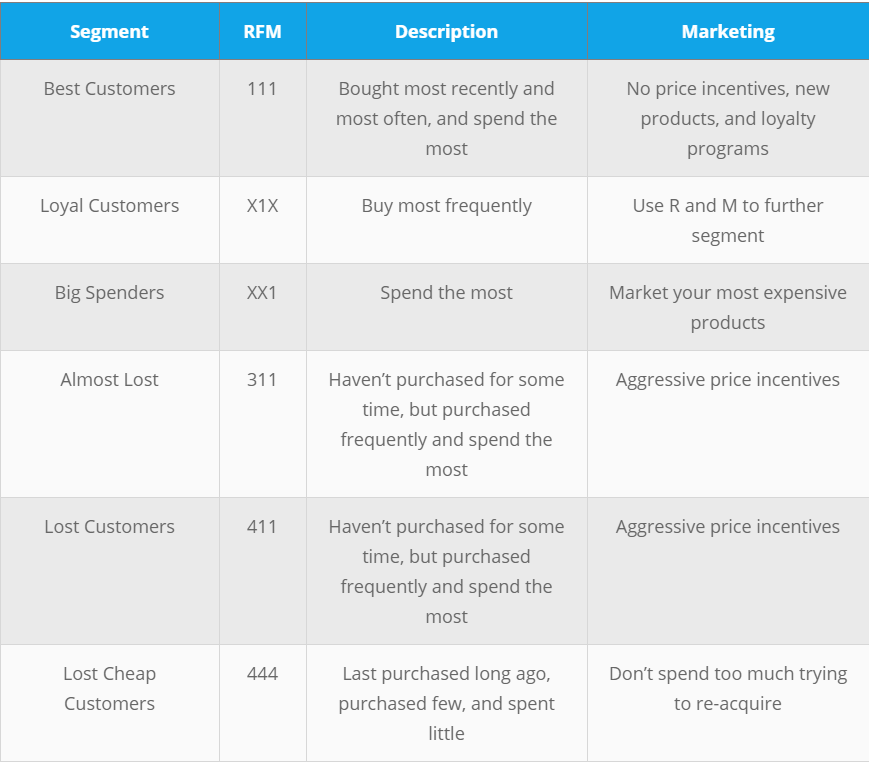 Segment RFM Description Marketing
Best Customers 111 Bought most recently and No price incentives, new
most often, and spend the products, and loyalty
most programs
Loyal Customers X1X Buy most frequently Use R and M to further
segment
Big Spenders XX1 Spend the most Market your most expensive
products
Almost Lost 311 Haven’t purchased for some Aggressive price incentives
time, but purchased
frequently and spend the
most
Lost Customers 411 Haven’t purchased for some Aggressive price incentives
time, but purchased
frequently and spend the
most
Lost Cheap 444 Last purchased long ago, Don’t spend too much trying
Customers purchased few, and spent to re-acquire
little